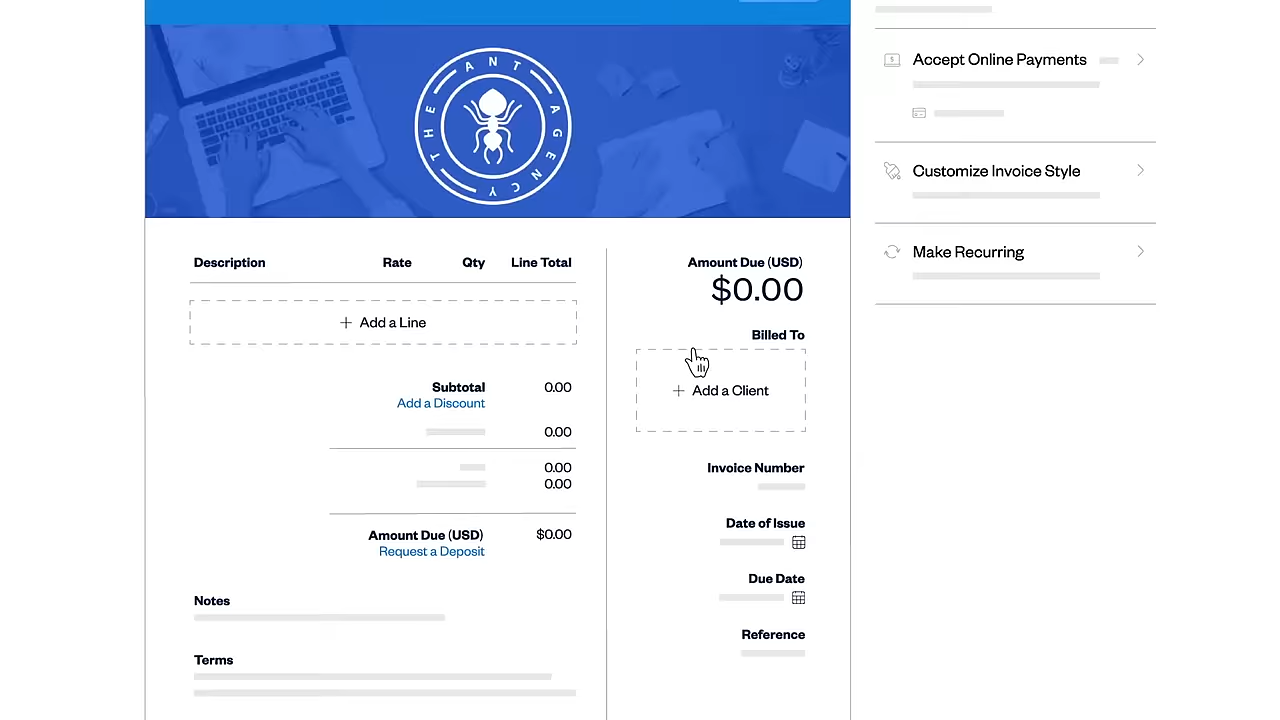 THE ANT AGENCY
Description Rate Qty Line Total
+ Add a Line
Subtotal 0.00
Add a Discount
0.00
0.00
0.00
Amount Due (USD) $0.00
Request a Deposit
Notes
Terms
Amount Due (USD)
$0.00
Billed To
+ Add a Client
Invoice Number
Date of Issue
Due Date
Reference
Accept Online Payments
Customize Invoice Style
Make Recurring